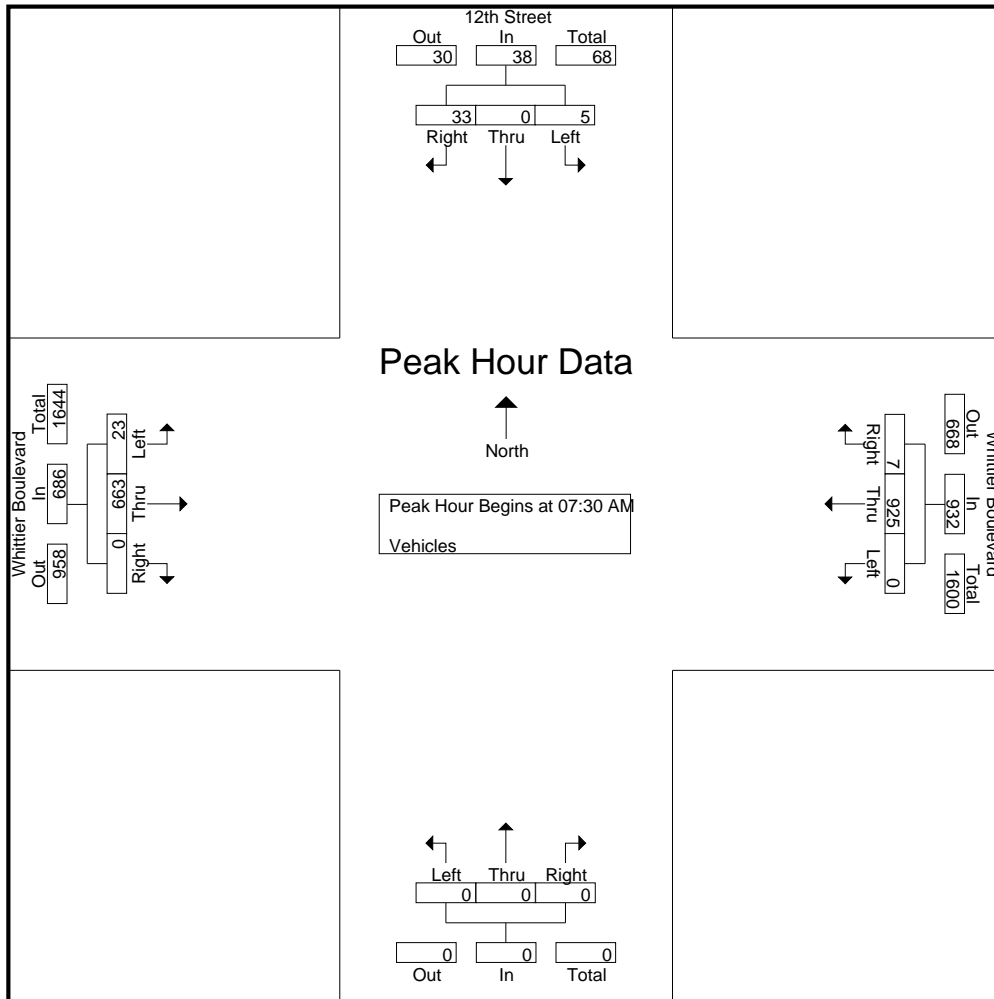 12th Street
Out In Total
30 38 68
33 0 5
Right Thru Left
Peak Hour Data
North
Peak Hour Begins at 07:30 AM
Vehicles
Whittier Boulevard
Total In Out
1644 686 958
23 663 0
Left Thru Right
Whittier Boulevard
Out In Total
668 932 1600
7 925 0
Right Thru Left
Left Thru Right
0 0 0
0 0 0
Out In Total